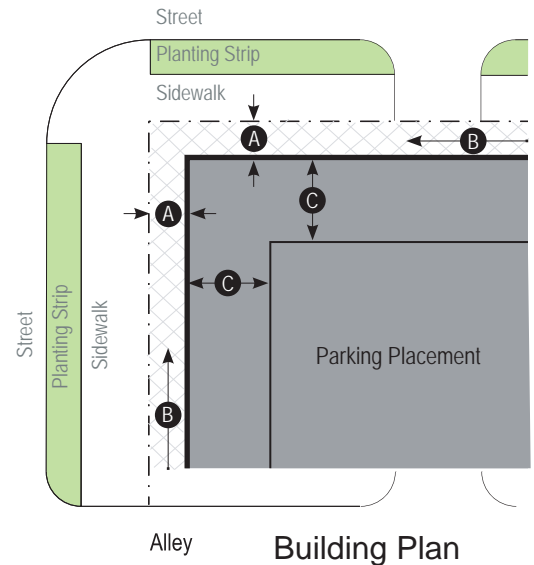 Street
Planting Strip
Sidewalk
A
B
C
A
C
Parking Placement
B
Street
Planting Strip
Sidewalk
Alley
Building Plan